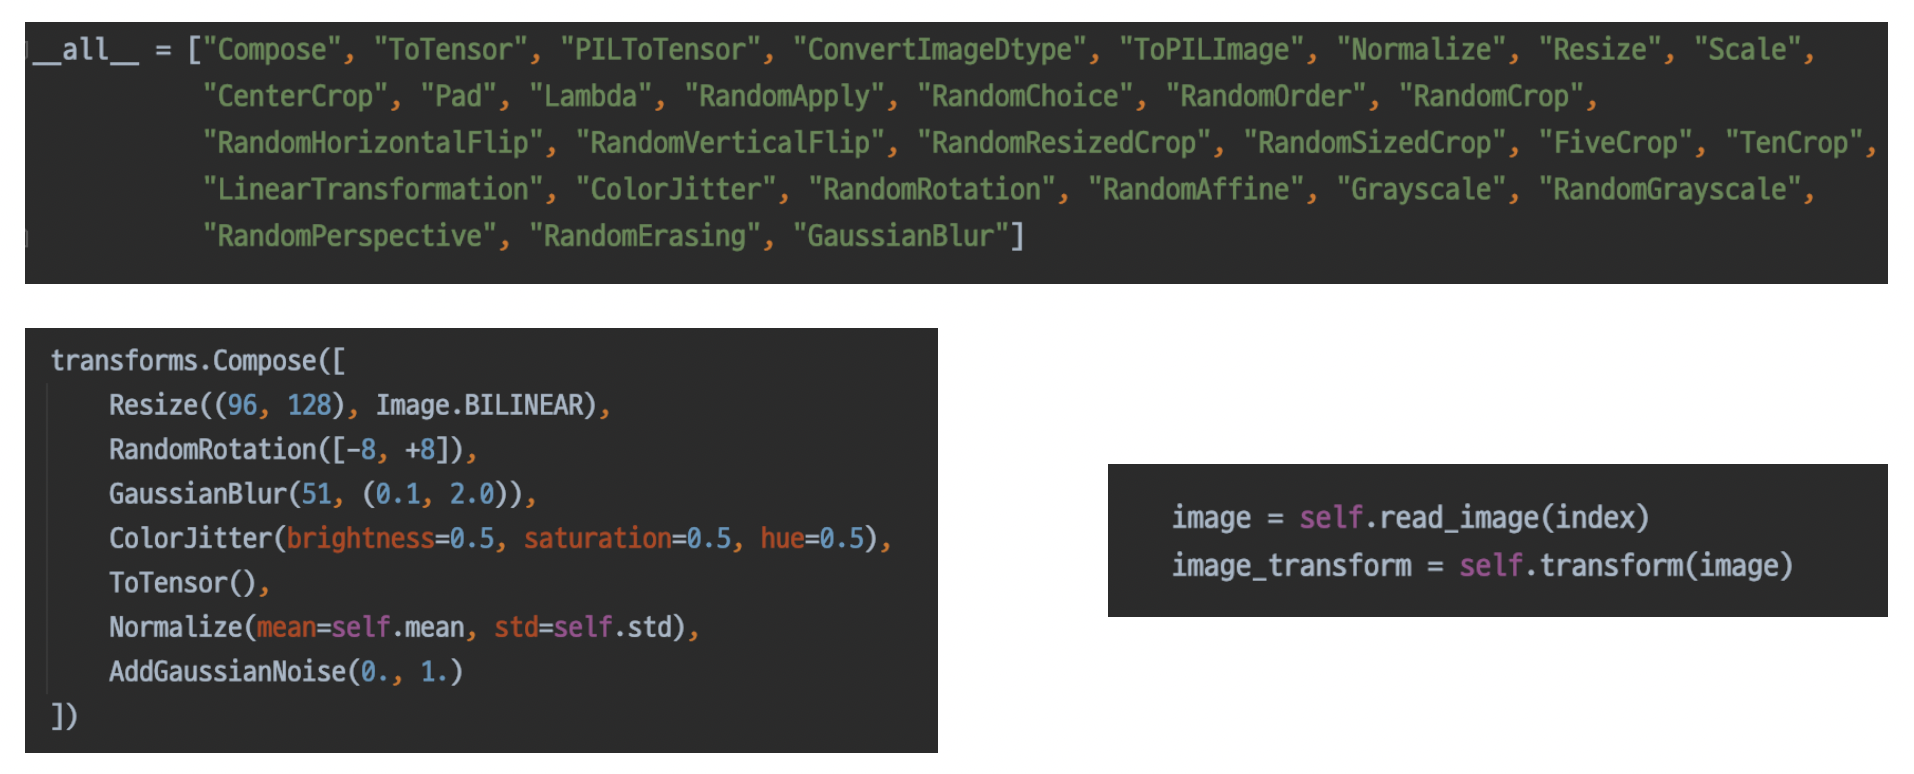 __all__ = ["Compose", "ToTensor", "PILToTensor", "ConvertImageDtype", "ToPILImage", "Normalize", "Resize", "Scale",
"CenterCrop", "Pad", "Lambda", "RandomApply", "RandomChoice", "RandomOrder", "RandomCrop",
"RandomHorizontalFlip", "RandomVerticalFlip", "RandomResizedCrop", "RandomSizedCrop", "FiveCrop", "TenCrop",
"LinearTransformation", "ColorJitter", "RandomRotation", "RandomAffine", "Grayscale", "RandomGrayscale",
"RandomPerspective", "RandomErasing", "GaussianBlur"]
transforms.Compose([
Resize((96, 128), Image.BILINEAR),
RandomRotation([-8, +8]),
GaussianBlur(51, (0.1, 2.0)),
ColorJitter(brightness=0.5, saturation=0.5, hue=0.5),
ToTensor(),
Normalize(mean=self.mean, std=self.std),
AddGaussianNoise(0., 1.)
])
image = self.read_image(index)
image_transform = self.transform(image)